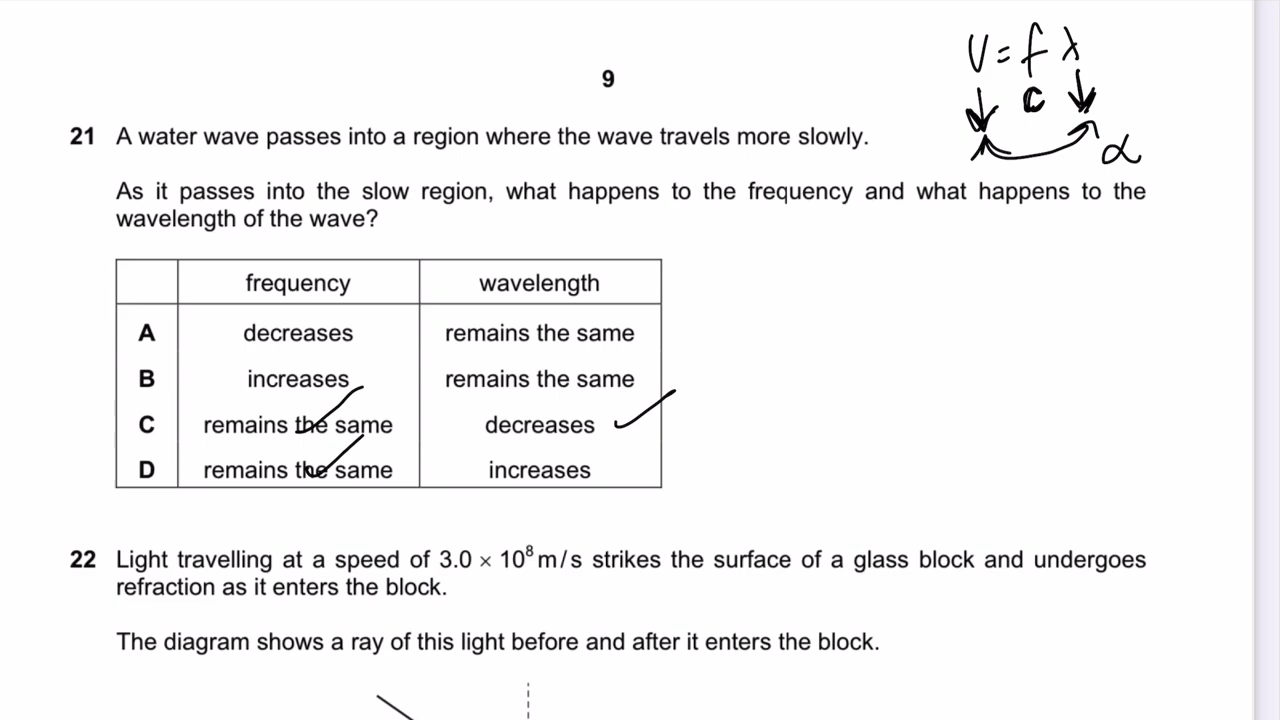 V = f λ
9
↓ c ↓
α
21 A water wave passes into a region where the wave travels more slowly.
As it passes into the slow region, what happens to the frequency and what happens to the
wavelength of the wave?
frequency wavelength
A decreases remains the same
B increases remains the same
C remains the same decreases
D remains the same increases
22 Light travelling at a speed of 3.0 × 10⁸ m/s strikes the surface of a glass block and undergoes
refraction as it enters the block.
The diagram shows a ray of this light before and after it enters the block.